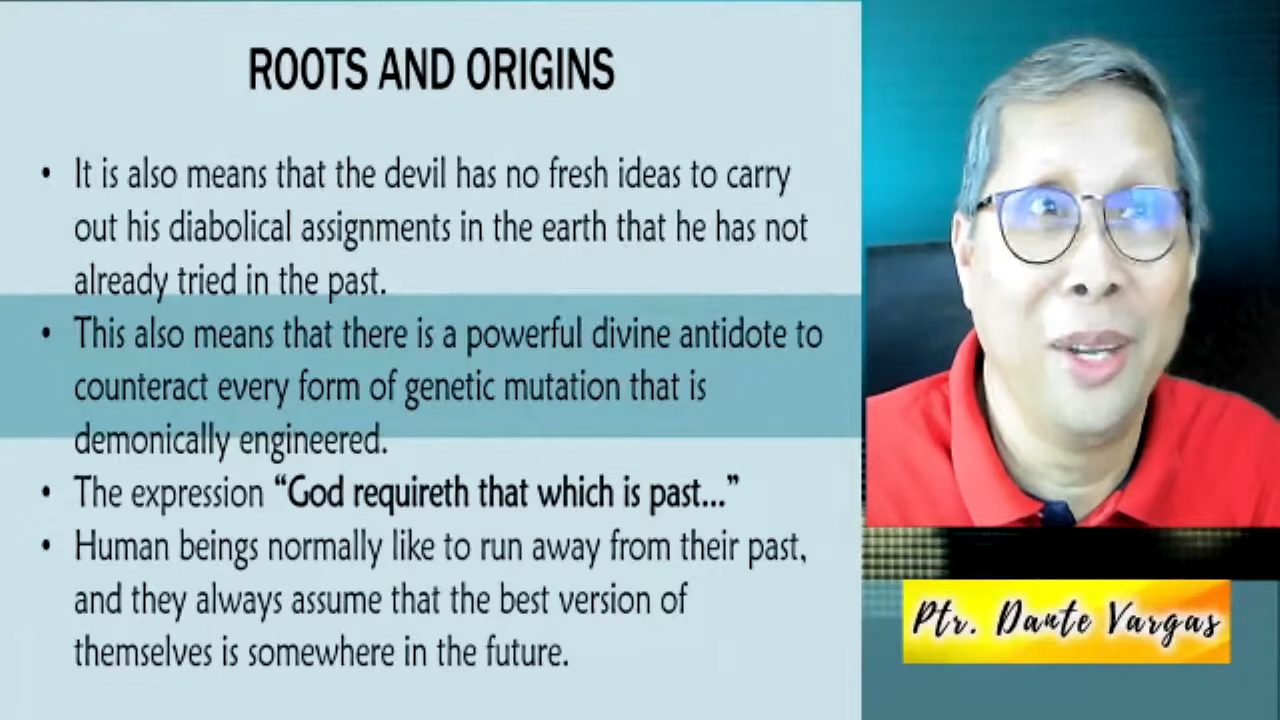 ROOTS AND ORIGINS
• It is also means that the devil has no fresh ideas to carry
out his diabolical assignments in the earth that he has not
already tried in the past.
• This also means that there is a powerful divine antidote to
counteract every form of genetic mutation that is
demonically engineered.
• The expression “God requireth that which is past...”
• Human beings normally like to run away from their past,
and they always assume that the best version of
themselves is somewhere in the future.
Ptr. Dante Vargas